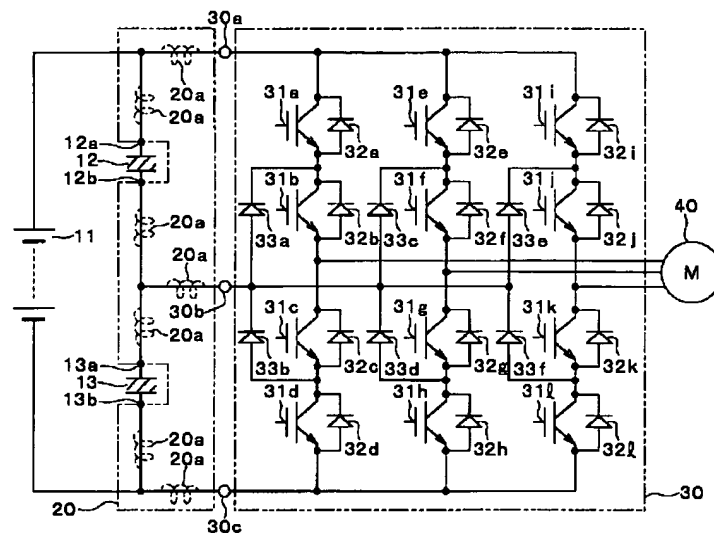 30a
20a
31a
31e
31i
20a
12a
12
12b
32a
32e
32i
31b
31f
31j
40
20a
33a
32b
33c
32f
33e
32j
11
20a
M
30b
31c
31g
31k
20a
13a
13
13b
33b
32c
33d
32g
33f
32k
31d
31h
31l
20a
20a
32d
32h
32l
20
30
30c